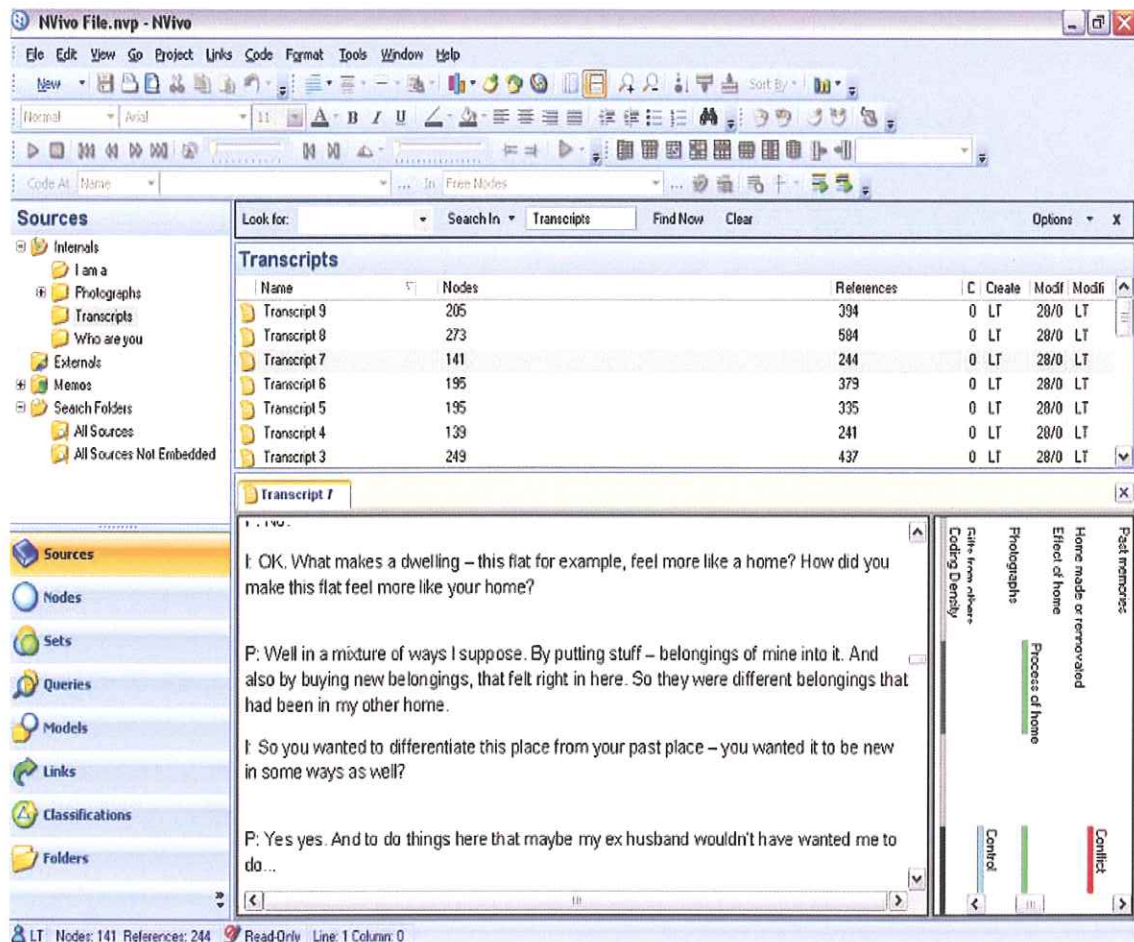 NVivo File.nvp - NVivo
File Edit View Go Project Links Code Format Tools Window Help
New Sort By
Normal Arial 11 A B I U
Code At Name In Free Nodes
Sources
Internals
I am a
Photographs
Transcripts
Who are you
Externals
Memos
Search Folders
All Sources
All Sources Not Embedded
Look for: Search In Transcripts Find Now Clear Options x
Transcripts
Name Nodes References C Create Modif Modifi
Transcript 9 205 394 0 LT 28/0 LT
Transcript 8 273 584 0 LT 28/0 LT
Transcript 7 141 244 0 LT 28/0 LT
Transcript 6 195 379 0 LT 28/0 LT
Transcript 5 195 335 0 LT 28/0 LT
Transcript 4 139 241 0 LT 28/0 LT
Transcript 3 249 437 0 LT 28/0 LT
Sources
Nodes
Sets
Queries
Models
Links
Classifications
Folders
Transcript 7
I: OK. What makes a dwelling – this flat for example, feel more like a home? How did you
make this flat feel more like your home?
P: Well in a mixture of ways I suppose. By putting stuff – belongings of mine into it. And
also by buying new belongings, that felt right in here. So they were different belongings that
had been in my other home.
I: So you wanted to differentiate this place from your past place – you wanted it to be new
in some ways as well?
P: Yes yes. And to do things here that maybe my ex husband wouldn't have wanted me to
do...
Coding Density
Gifts from others
Photographs
Effect of home
Home made or rennovated
Past memories
Process of home
Control
Conflict
LT Nodes: 141 References: 244 Read-Only Line: 1 Column: 0